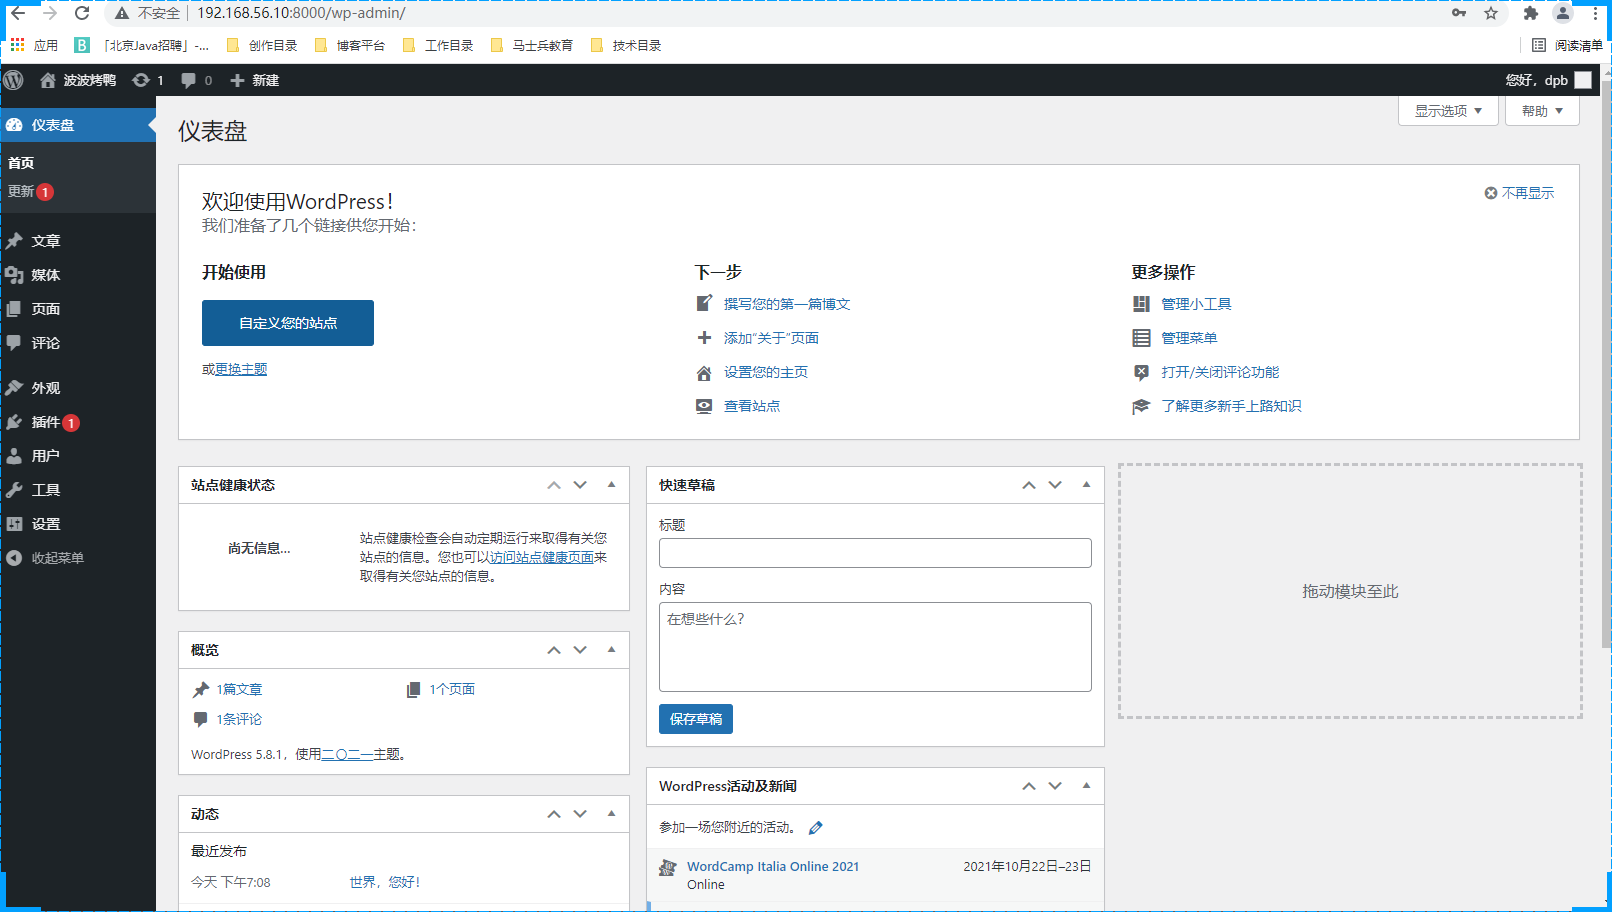 不安全 192.168.56.10:8000/wp-admin/
应用 B 「北京Java招聘」-... 创作目录 博客平台 工作目录 马士兵教育 技术目录 阅读清单
波波烤鸭 1 0 新建 您好，dpb
仪表盘
首页
更新 1
文章
媒体
页面
评论
外观
插件 1
用户
工具
设置
收起菜单
显示选项 帮助
仪表盘
欢迎使用WordPress！
不再显示
我们准备了几个链接供您开始：
开始使用
自定义您的站点
或更换主题
下一步
撰写您的第一篇博文
添加“关于”页面
设置您的主页
查看站点
更多操作
管理小工具
管理菜单
打开/关闭评论功能
了解更多新手上路知识
站点健康状态
尚无信息…
站点健康检查会自动定期运行来取得有关您
站点的信息。您也可以访问站点健康页面来
取得有关您站点的信息。
概览
1篇文章 1个页面
1条评论
WordPress 5.8.1，使用二〇二一主题。
动态
最近发布
今天 下午7:08 世界，您好！
快速草稿
标题
内容
在想些什么？
保存草稿
WordPress活动及新闻
参加一场您附近的活动。
WordCamp Italia Online 2021 2021年10月22日–23日
Online
拖动模块至此